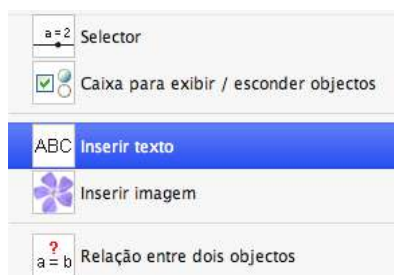 a=2 Selector
Caixa para exibir / esconder objectos
ABC Inserir texto
Inserir imagem
?
a=b Relação entre dois objectos